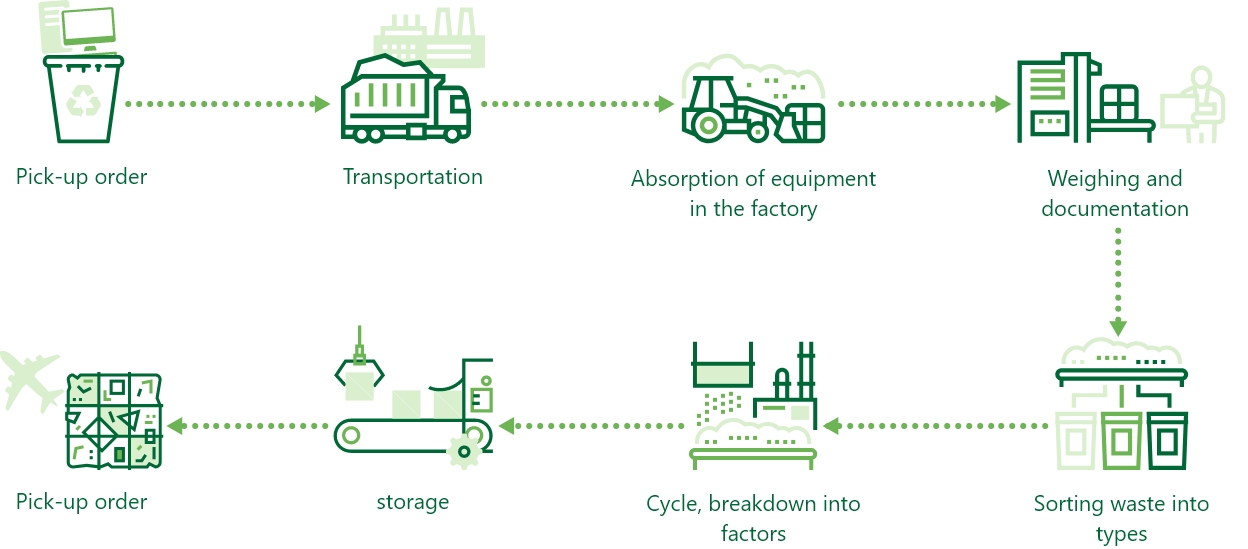 Pick-up order
Transportation
Absorption of equipment
in the factory
Weighing and
documentation
Pick-up order
storage
Cycle, breakdown into
factors
Sorting waste into
types